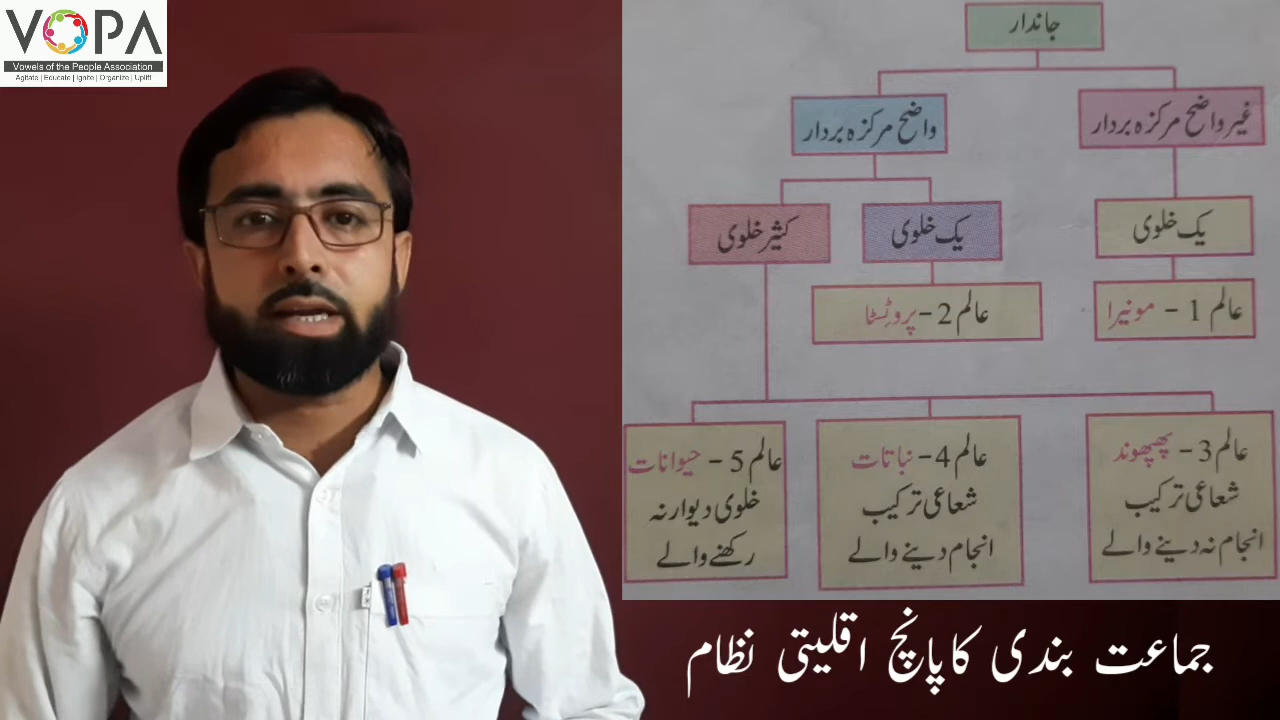 VOPA
Vowels of the People Association
Agitate | Educate | Ignite | Organize | Uplift
جاندار
غیر واضح مرکزہ بردار
واضح مرکزہ بردار
یک خلوی
یک خلوی
کثیر خلوی
عالم 1 - مونیرا
عالم 2 - پروٹِسٹا
عالم 3 - پھپھوند
شعاعی ترکیب
انجام نہ دینے والے
عالم 4 - نباتات
شعاعی ترکیب
انجام دینے والے
عالم 5 - حیوانات
خلوی دیوار نہ
رکھنے والے
جماعت بندی کا پانچ اقلیتی نظام